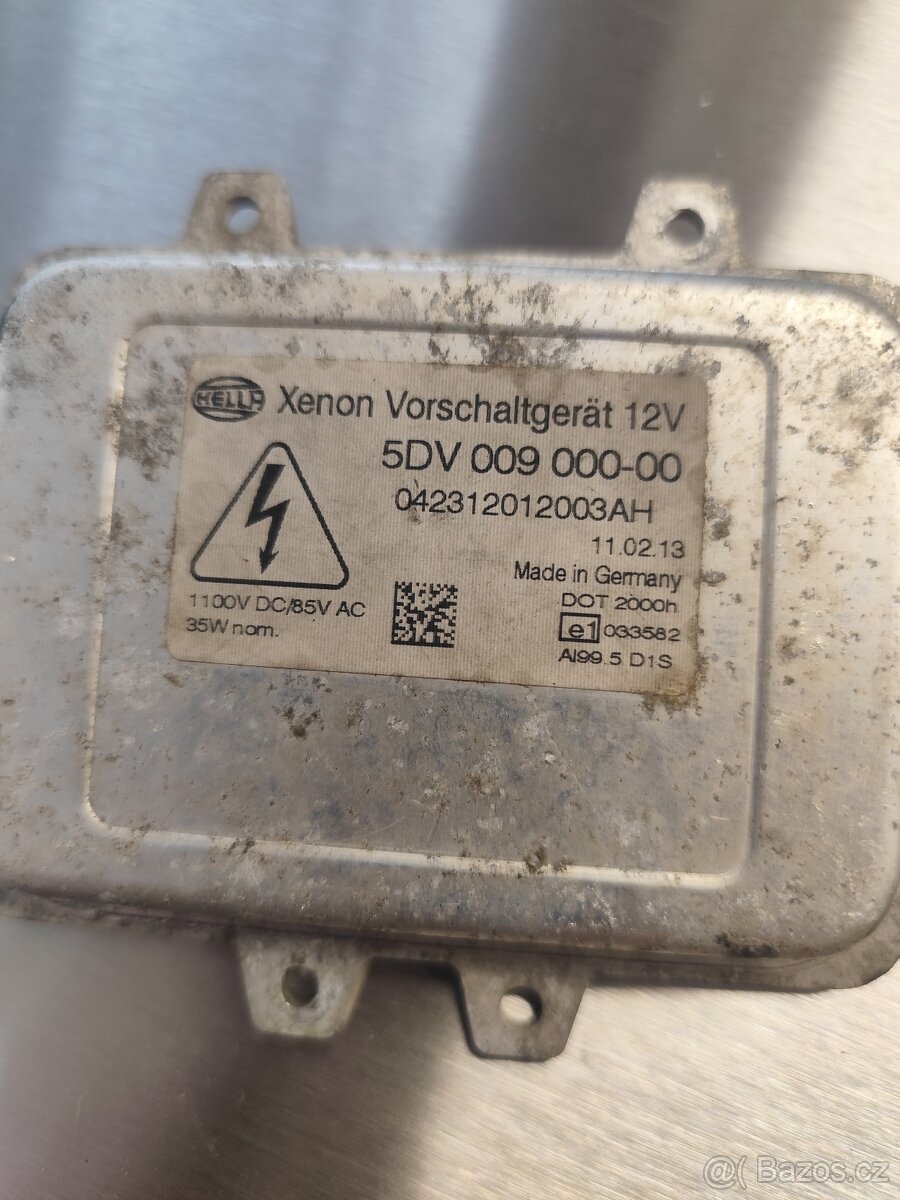 HELLA Xenon Vorschaltgerät 12V
5DV 009 000-00
042312012003AH
11.02.13
Made in Germany
1100V DC/85V AC
DOT 2000h
35W nom.
e1 033582
AI99.5 D1S
@( Bazos.cz